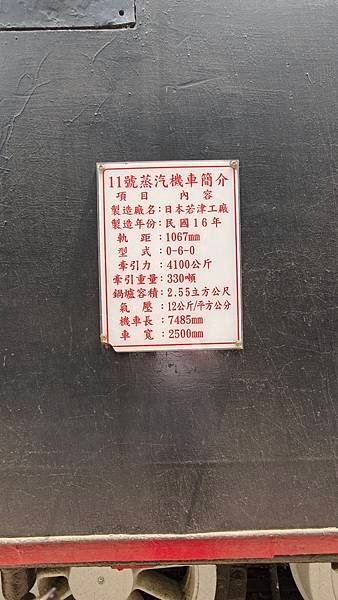 11號蒸汽機車簡介
項目 內容
製造廠名:日本若津工廠
製造年份:民國16年
軌距:1067mm
型式:0-6-0
牽引力:4100公斤
牽引重量:330噸
鍋爐容積:2.55立方公尺
氣壓:12公斤/平方公分
機車長:7485mm
車寬:2500mm